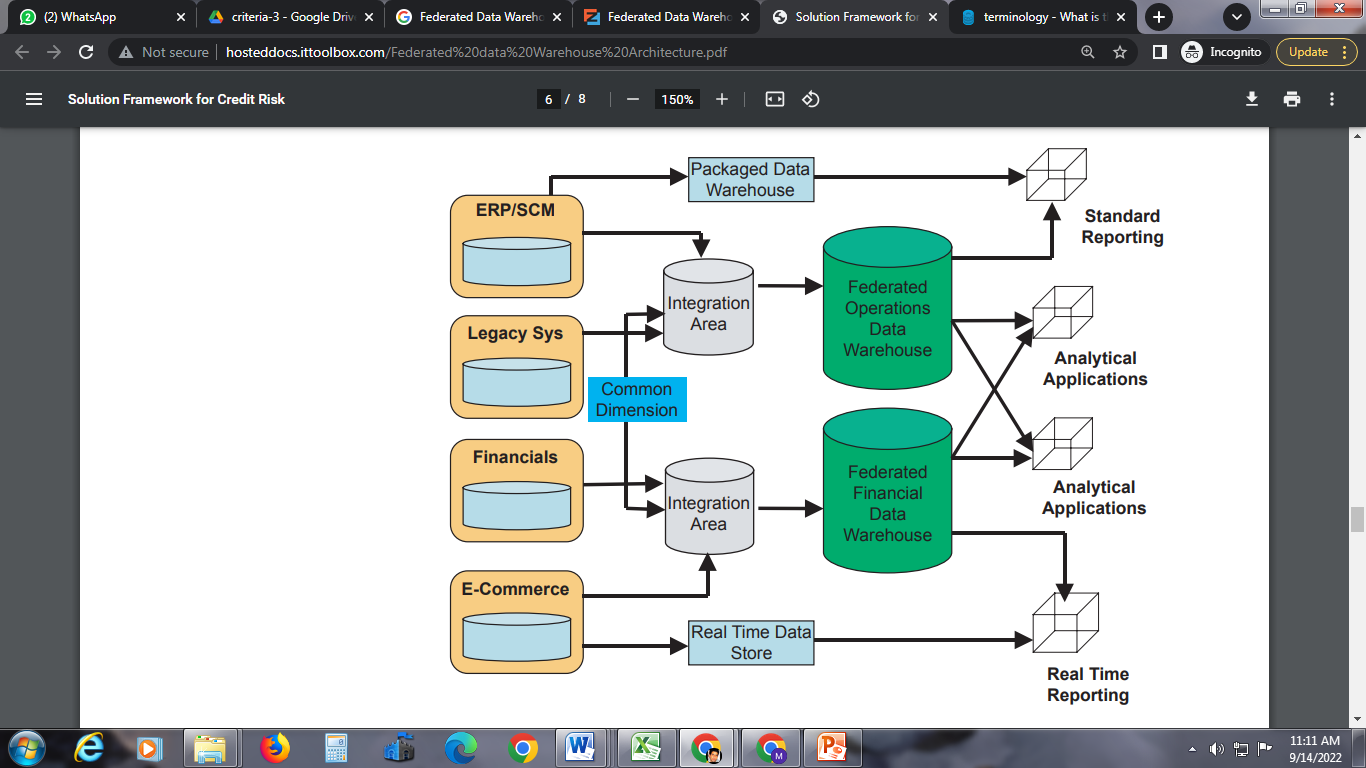 (2) WhatsApp
criteria-3 - Google Driv
Federated Data Wareho
Federated Data Wareho
Solution Framework for
terminology - What is t
Not secure
hosteddocs.ittoolbox.com/Federated%20data%20Warehouse%20Architecture.pdf
Incognito
Update
Solution Framework for Credit Risk
6 / 8
150%
Packaged Data
Warehouse
Standard
Reporting
ERP/SCM
Integration
Area
Federated
Operations
Data
Warehouse
Legacy Sys
Analytical
Applications
Common
Dimension
Financials
Integration
Area
Federated
Financial
Data
Warehouse
Analytical
Applications
E-Commerce
Real Time Data
Store
Real Time
Reporting
11:11 AM
9/14/2022